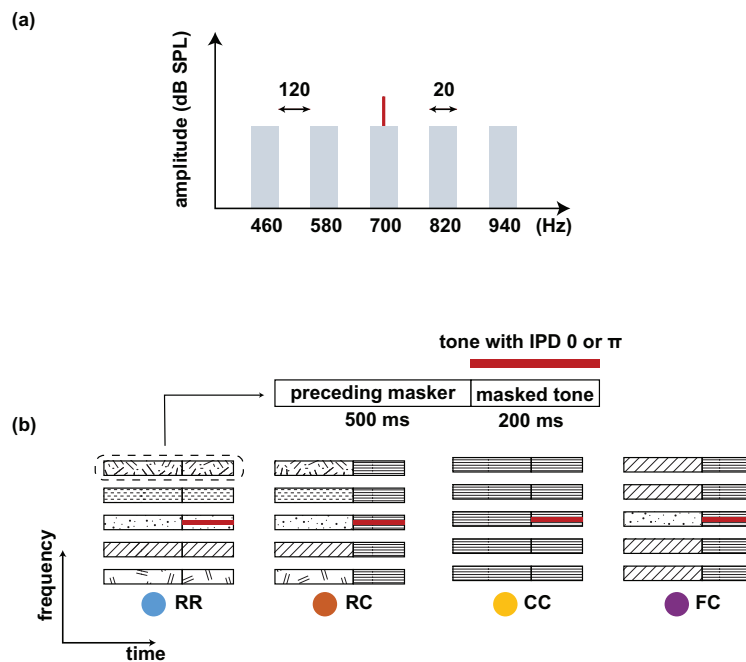 (a)
amplitude (dB SPL)
120
20
460 580 700 820 940 (Hz)
tone with IPD 0 or π
preceding masker masked tone
500 ms 200 ms
(b)
frequency
RR RC CC FC
time